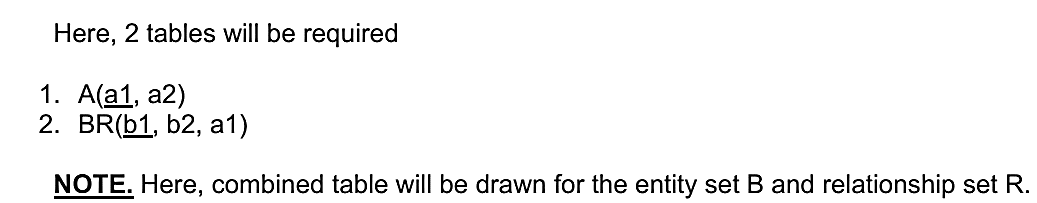 Here, 2 tables will be required
1. A(a1, a2)
2. BR(b1, b2, a1)
NOTE. Here, combined table will be drawn for the entity set B and relationship set R.